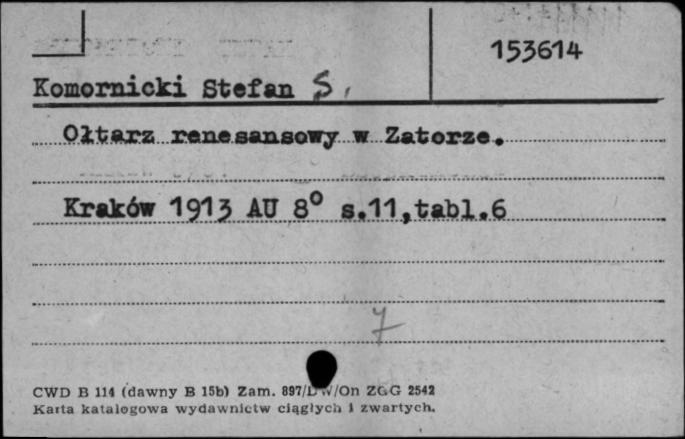 153614
Komornicki Stefan S.
Ołtarz renesansowy w Zatorze.
Kraków 1913 AU 8° s.11,tabl.6
7
CWD B 114 (dawny B 15b) Zam. 897/DW/On ZGG 2542
Karta katalogowa wydawnictw ciągłych i zwartych.